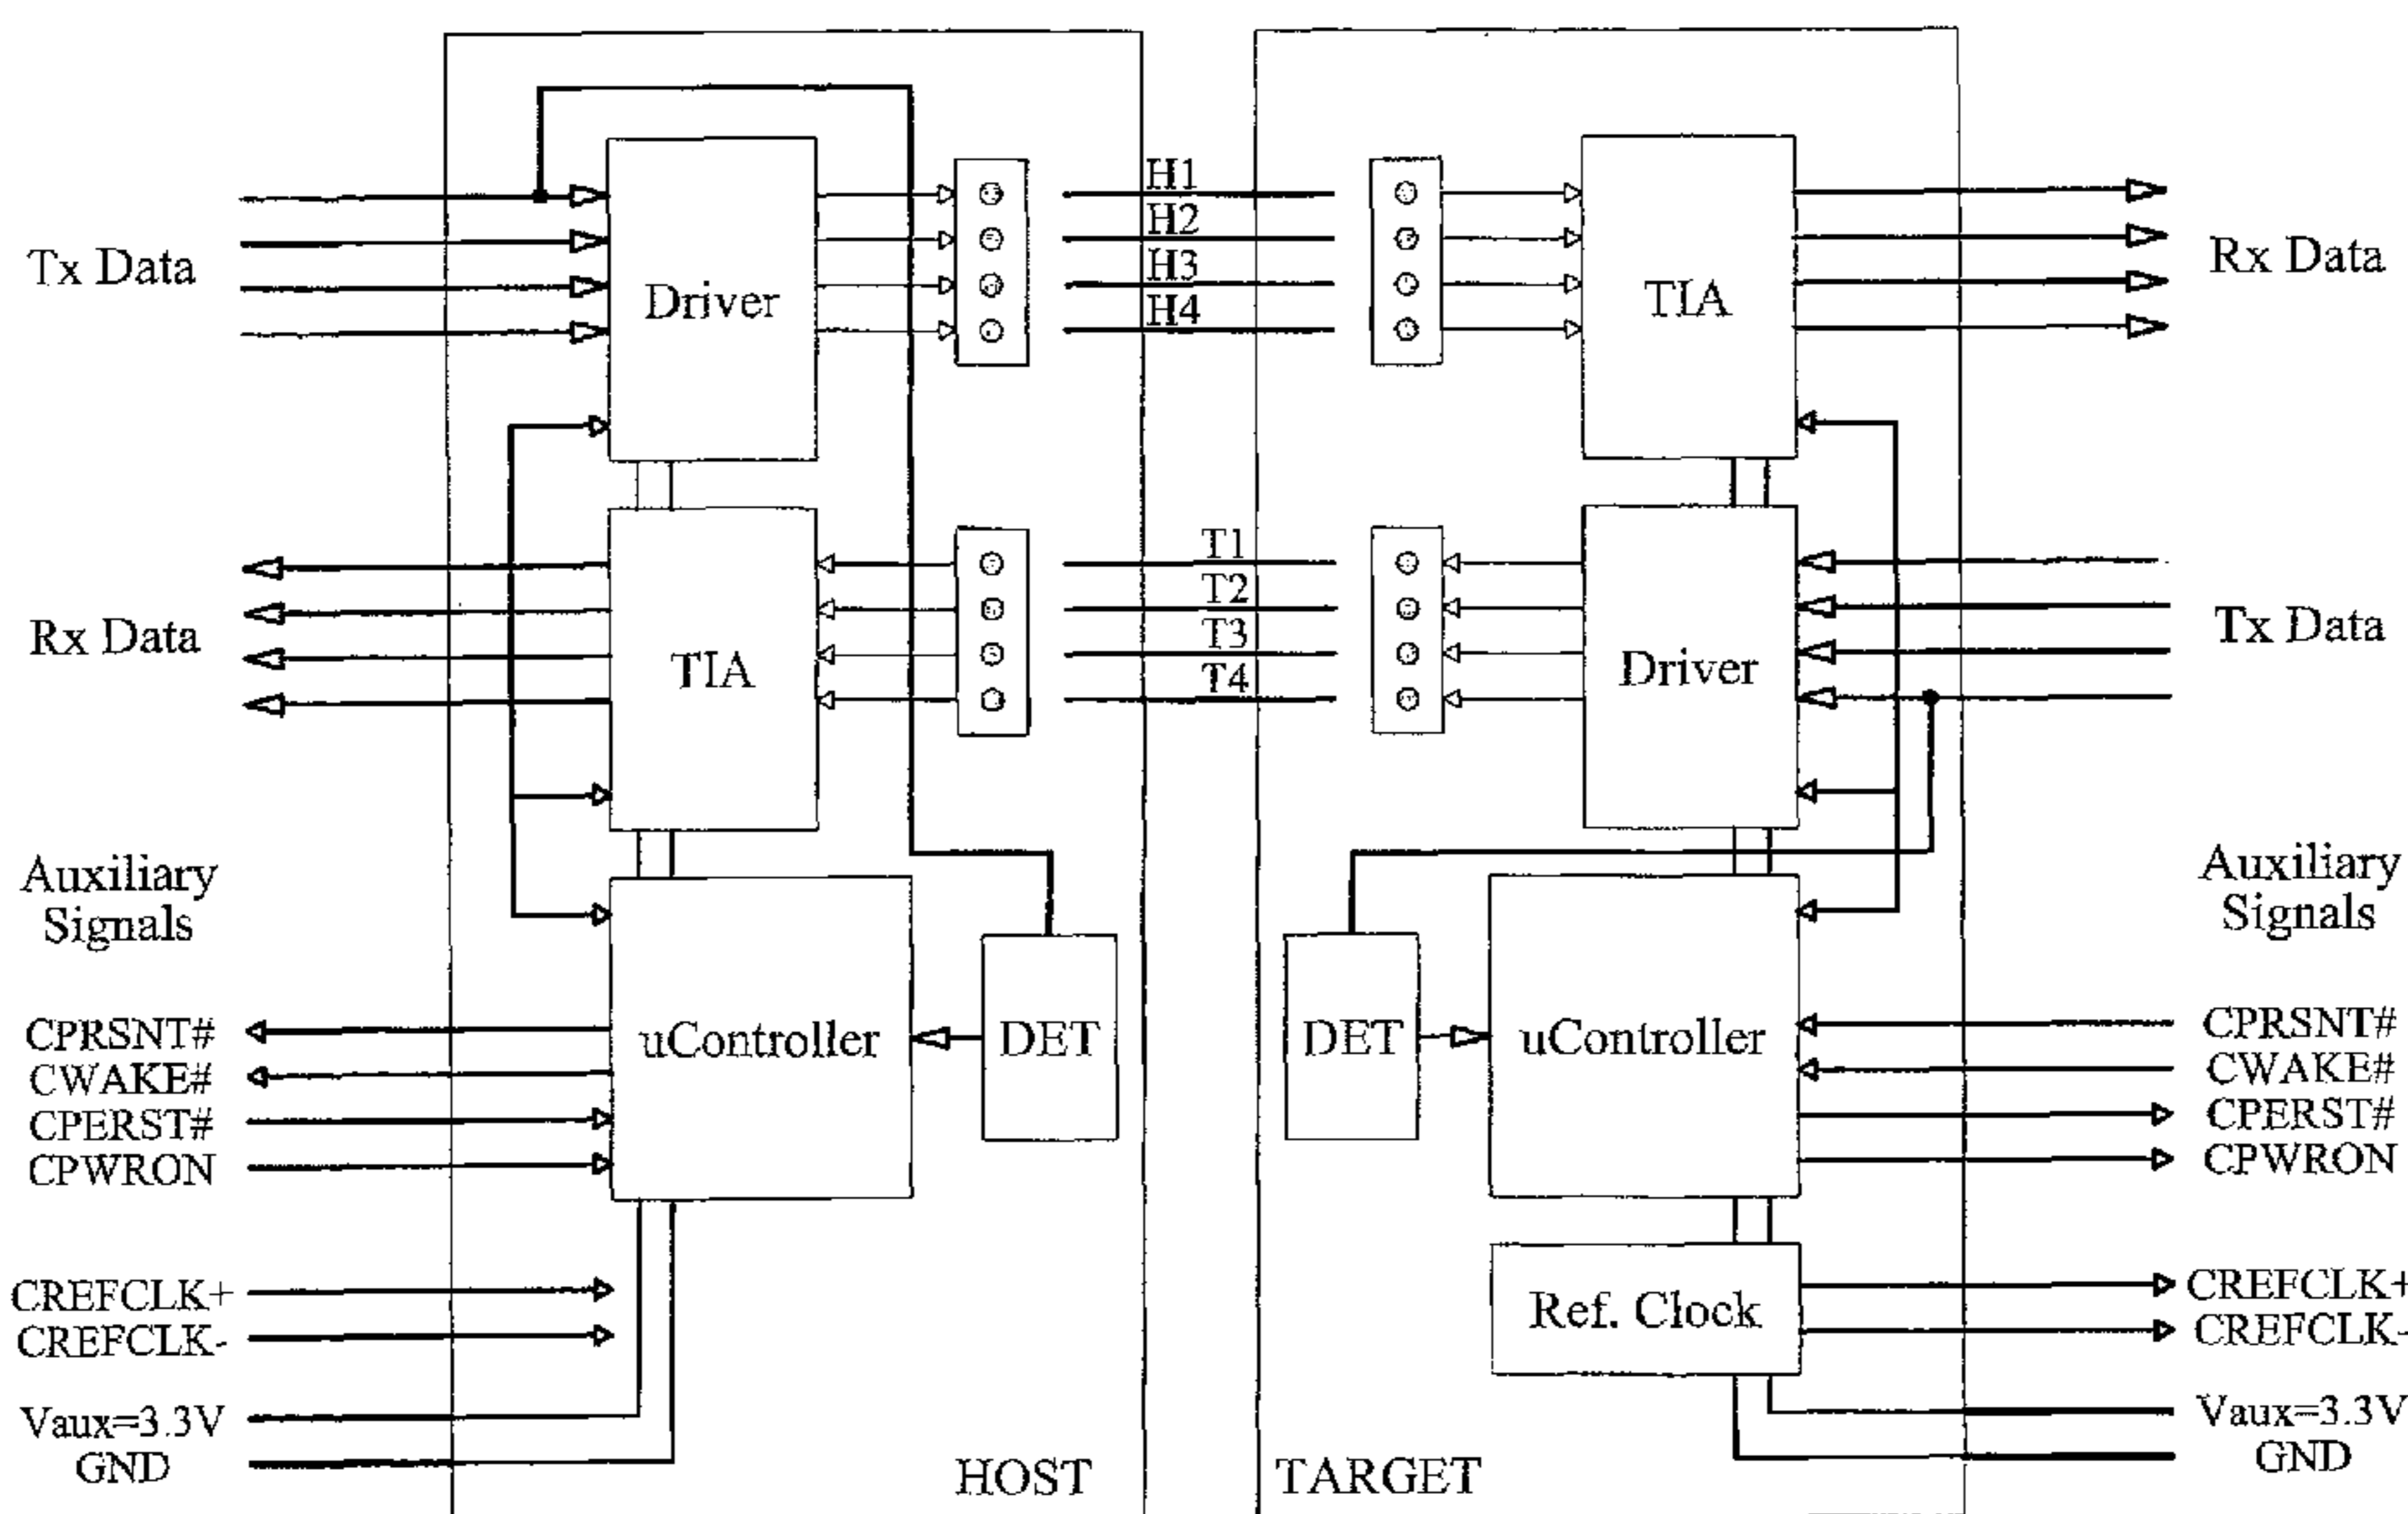 Tx Data
Driver
H1
H2
H3
H4
TIA
Rx Data
Rx Data
TIA
T1
T2
T3
T4
Driver
Tx Data
Auxiliary
Signals
Auxiliary
Signals
CPRSNT#
CWAKE#
CPERST#
CPWRON
uController
DET
DET
uController
CPRSNT#
CWAKE#
CPERST#
CPWRON
CREFCLK+
CREFCLK-
Ref. Clock
CREFCLK+
CREFCLK-
Vaux=3.3V
GND
HOST
TARGET
Vaux=3.3V
GND